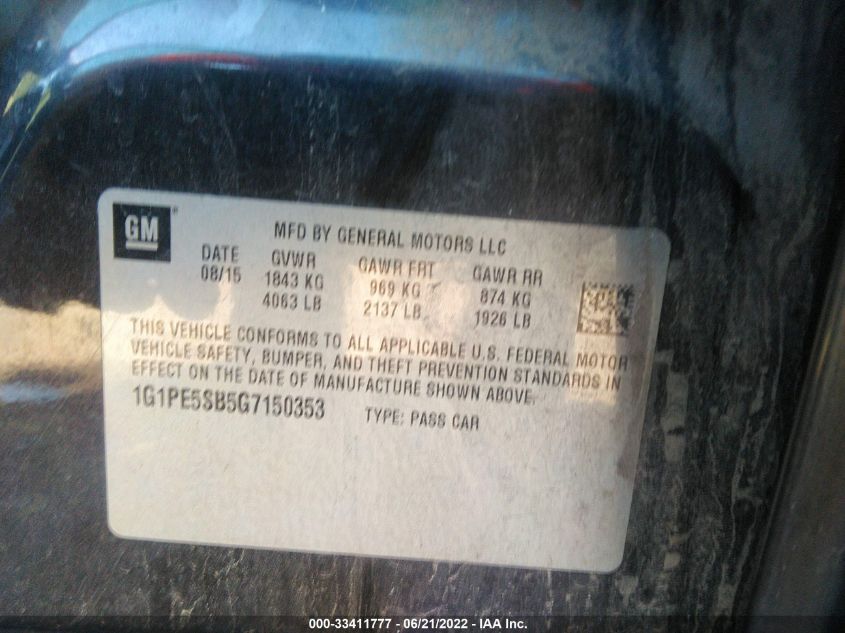 GM
MFD BY GENERAL MOTORS LLC
DATE GVWR GAWR FRT GAWR RR
08/15 1843 KG 969 KG 874 KG
4063 LB 2137 LB 1926 LB
THIS VEHICLE CONFORMS TO ALL APPLICABLE U.S. FEDERAL MOTOR
VEHICLE SAFETY, BUMPER, AND THEFT PREVENTION STANDARDS IN
EFFECT ON THE DATE OF MANUFACTURE SHOWN ABOVE.
1G1PE5SB5G7150353 TYPE: PASS CAR
000-33411777 - 06/21/2022 - IAA Inc.